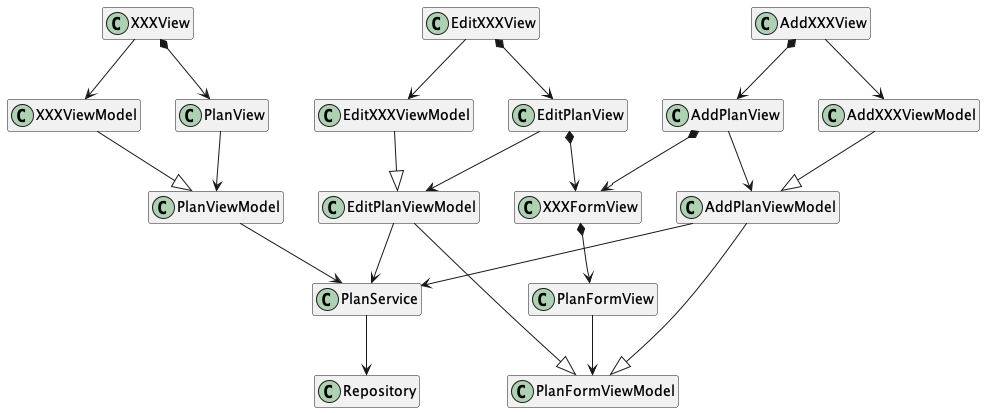 C XXXView
C EditXXXView
C AddXXXView
C XXXViewModel
C PlanView
C EditXXXViewModel
C EditPlanView
C AddPlanView
C AddXXXViewModel
C PlanViewModel
C EditPlanViewModel
C XXXFormView
C AddPlanViewModel
C PlanService
C PlanFormView
C Repository
C PlanFormViewModel